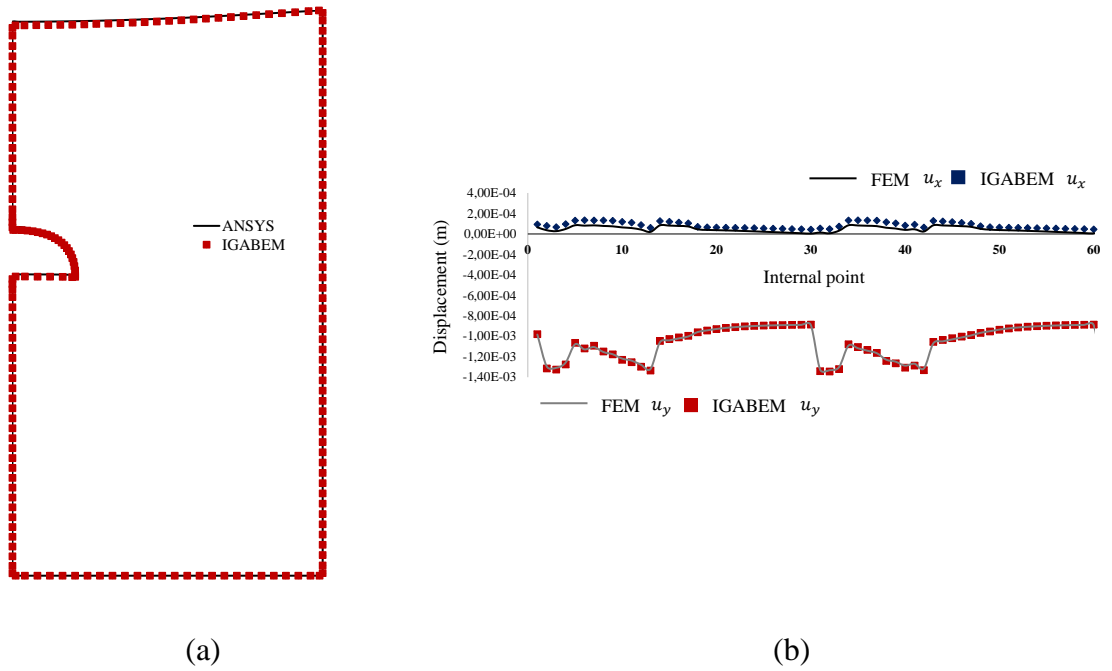 ANSYS
IGABEM
FEM u_x IGABEM u_x
4,00E-04
2,00E-04
0,00E+00
-2,00E-04
-4,00E-04
-6,00E-04
-8,00E-04
-1,00E-03
-1,20E-03
-1,40E-03
Displacement (m)
0 10 20 30 40 50 60
Internal point
FEM u_y IGABEM u_y
(a) (b)